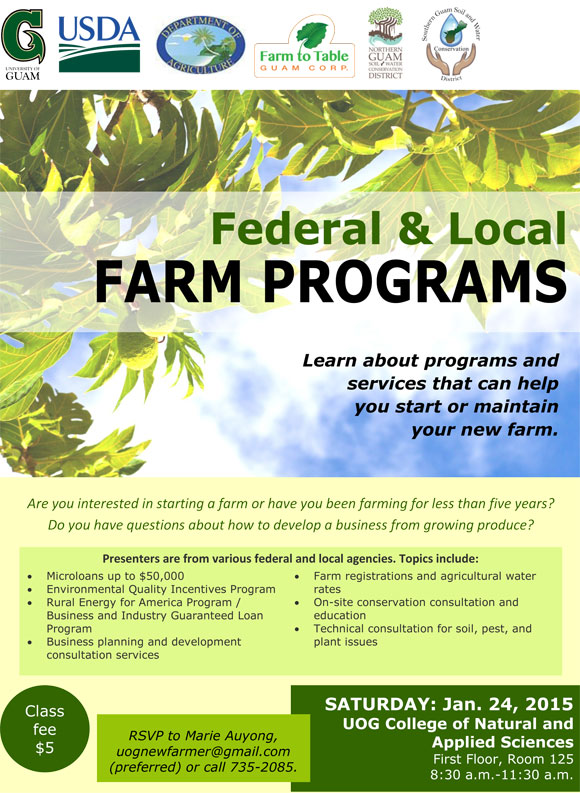 UNIVERSITY OF
GUAM
USDA
DEPARTMENT OF
AGRICULTURE
Farm to Table
GUAM CORP.
NORTHERN
GUAM
SOIL & WATER
CONSERVATION
DISTRICT
Southern Guam Soil and Water
Conservation
District
Federal & Local
FARM PROGRAMS
Learn about programs and
services that can help
you start or maintain
your new farm.
Are you interested in starting a farm or have you been farming for less than five years?
Do you have questions about how to develop a business from growing produce?
Presenters are from various federal and local agencies. Topics include:
• Microloans up to $50,000
• Environmental Quality Incentives Program
• Rural Energy for America Program /
Business and Industry Guaranteed Loan
Program
• Business planning and development
consultation services
• Farm registrations and agricultural water
rates
• On-site conservation consultation and
education
• Technical consultation for soil, pest, and
plant issues
Class
fee
$5
RSVP to Marie Auyong,
uognewfarmer@gmail.com
(preferred) or call 735-2085.
SATURDAY: Jan. 24, 2015
UOG College of Natural and
Applied Sciences
First Floor, Room 125
8:30 a.m.-11:30 a.m.